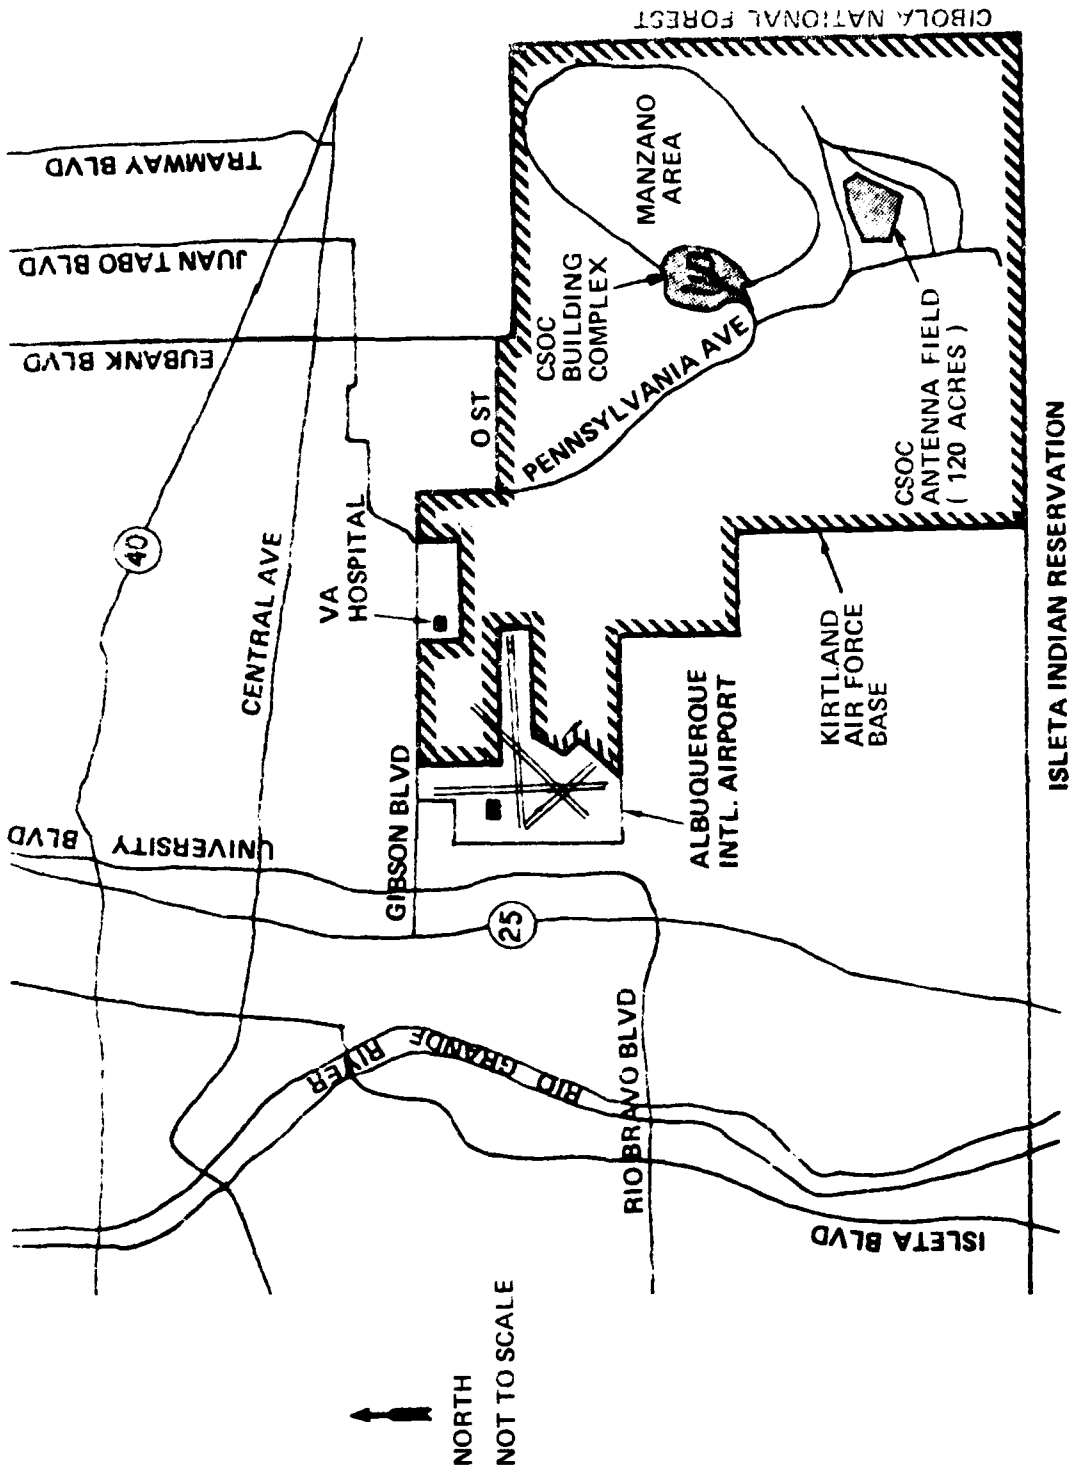 CIBOLA NATIONAL FOREST
TRAMWAY BLVD
JUAN TABO BLVD
EUBANK BLVD
MANZANO
AREA
CSOC
BUILDING
COMPLEX
PENNSYLVANIA AVE
O ST
CSOC
ANTENNA FIELD
( 120 ACRES )
40
CENTRAL AVE
VA
HOSPITAL
GIBSON BLVD
UNIVERSITY
BLVD
25
ALBUQUERQUE
INTL. AIRPORT
KIRTLAND
AIR FORCE
BASE
RIO GRANDE
RIVER
RIO BRAVO BLVD
ISLETA BLVD
ISLETA INDIAN RESERVATION
NORTH
NOT TO SCALE